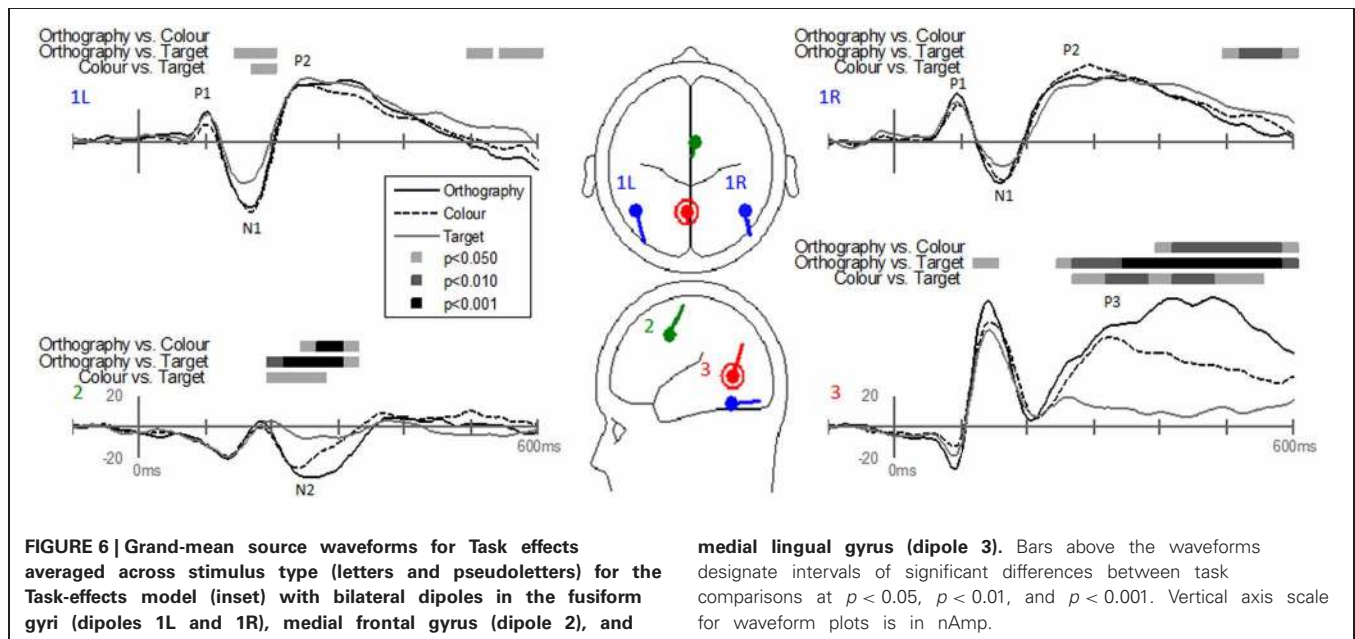 Orthography vs. Colour
Orthography vs. Target
Colour vs. Target
P1
P2
1L
N1
Orthography
Colour
Target
p<0.050
p<0.010
p<0.001
1L
1R
2
3
Orthography vs. Colour
Orthography vs. Target
Colour vs. Target
P1
P2
1R
N1
Orthography vs. Colour
Orthography vs. Target
Colour vs. Target
2
20
-20
0ms
600ms
N2
Orthography vs. Colour
Orthography vs. Target
Colour vs. Target
P3
3
20
-20
0ms
600ms
FIGURE 6 | Grand-mean source waveforms for Task effects
averaged across stimulus type (letters and pseudoletters) for the
Task-effects model (inset) with bilateral dipoles in the fusiform
gyri (dipoles 1L and 1R), medial frontal gyrus (dipole 2), and
medial lingual gyrus (dipole 3). Bars above the waveforms
designate intervals of significant differences between task
comparisons at p < 0.05, p < 0.01, and p < 0.001. Vertical axis scale
for waveform plots is in nAmp.